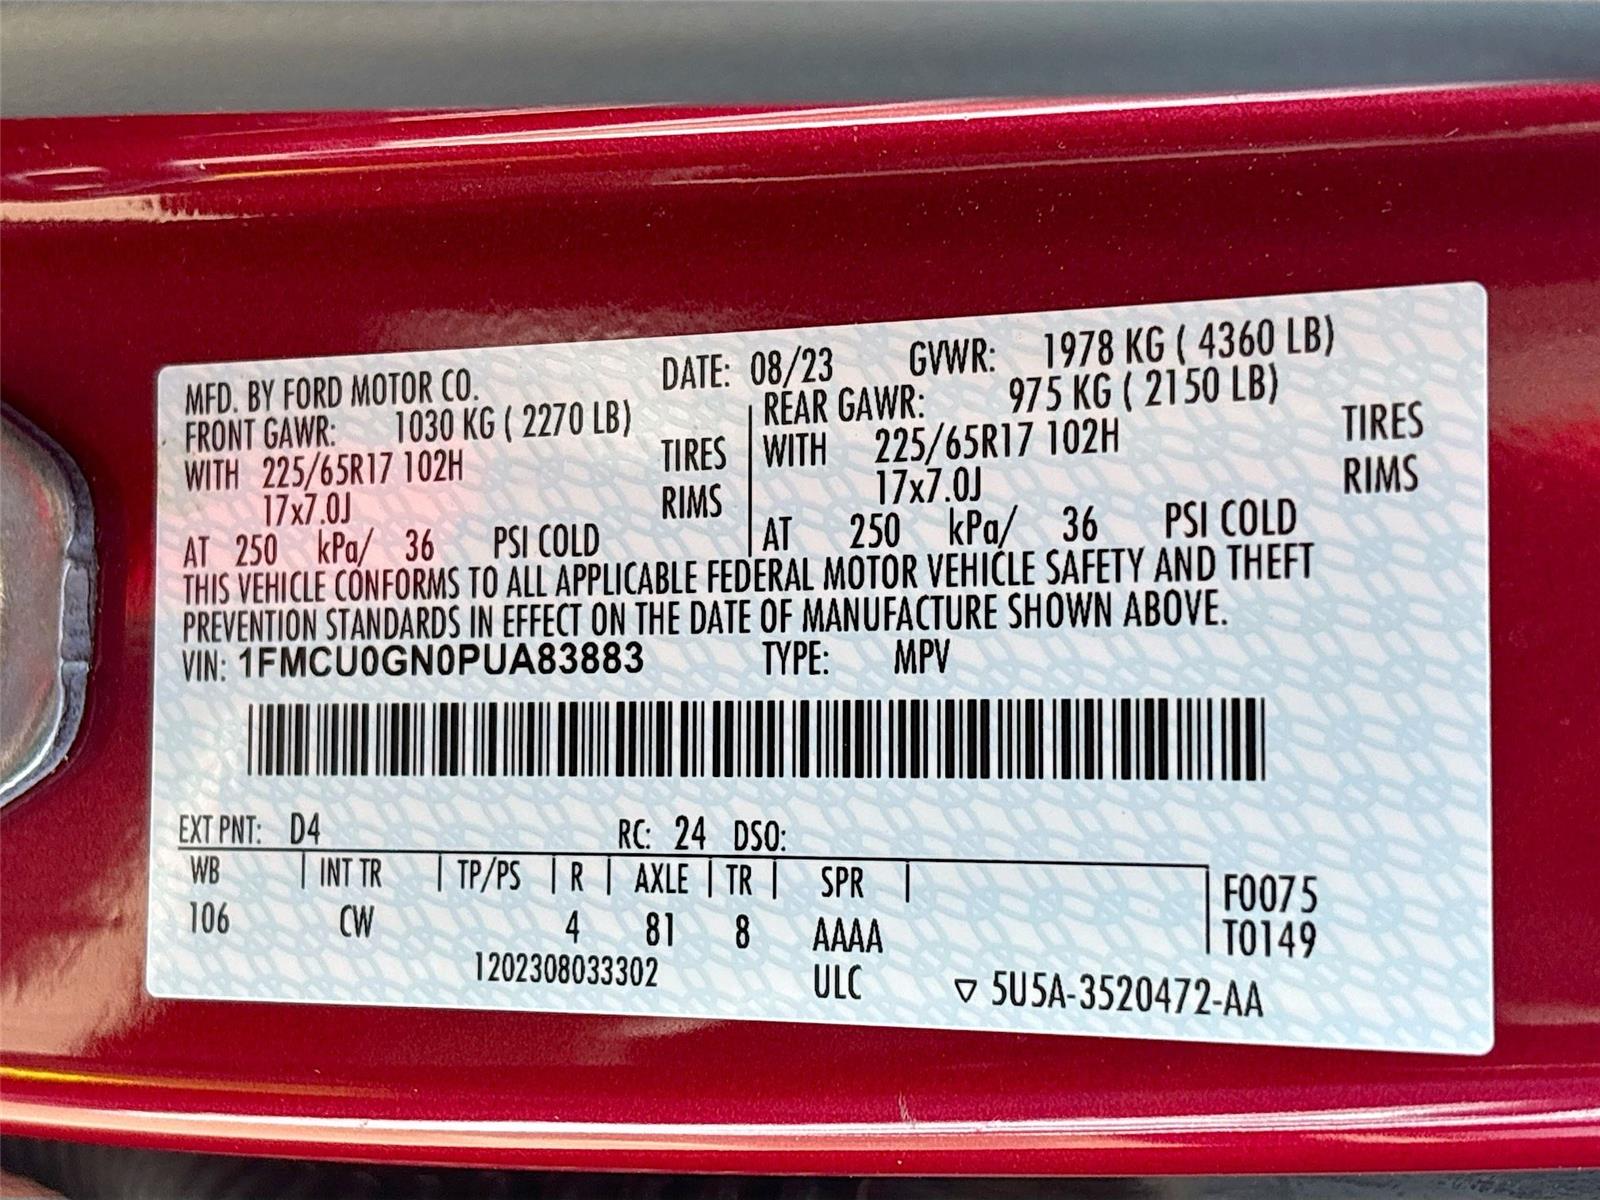 MFD. BY FORD MOTOR CO. DATE: 08/23 GVWR: 1978 KG ( 4360 LB)
FRONT GAWR: 1030 KG ( 2270 LB) REAR GAWR: 975 KG ( 2150 LB)
WITH 225/65R17 102H TIRES WITH 225/65R17 102H TIRES
17x7.0J RIMS 17x7.0J RIMS
AT 250 kPa/ 36 PSI COLD AT 250 kPa/ 36 PSI COLD
THIS VEHICLE CONFORMS TO ALL APPLICABLE FEDERAL MOTOR VEHICLE SAFETY AND THEFT
PREVENTION STANDARDS IN EFFECT ON THE DATE OF MANUFACTURE SHOWN ABOVE.
VIN: 1FMCU0GN0PUA83883 TYPE: MPV
EXT PNT: D4 RC: 24 DSO:
WB | INT TR | TP/PS | R | AXLE | TR | SPR | F0075
106 CW 4 81 8 AAAA T0149
1202308033302 ULC ▽ 5U5A-3520472-AA